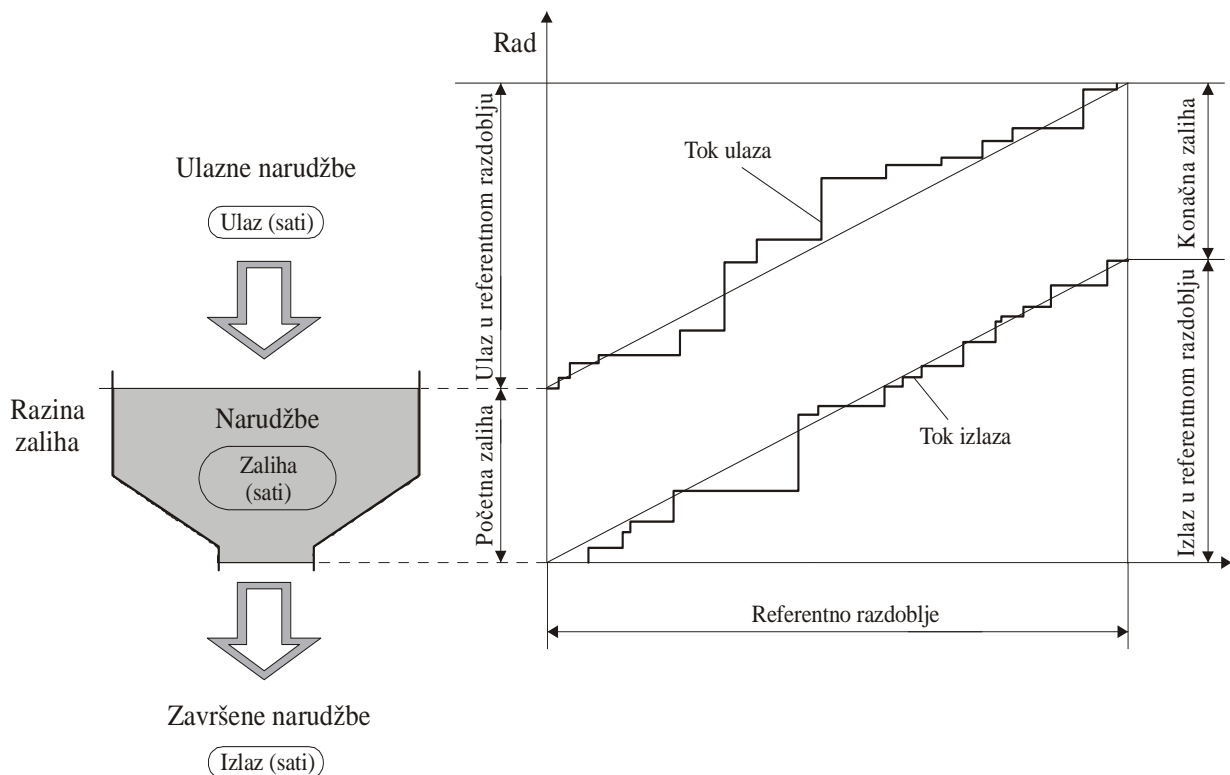 Ulazne narudžbe
Ulaz (sati)
Razina
zaliha
Narudžbe
Zaliha
(sati)
Završene narudžbe
Izlaz (sati)
Rad
Ulaz u referentnom razdoblju
Početna zaliha
Tok ulaza
Tok izlaza
Konačna zaliha
Izlaz u referentnom razdoblju
Referentno razdoblje